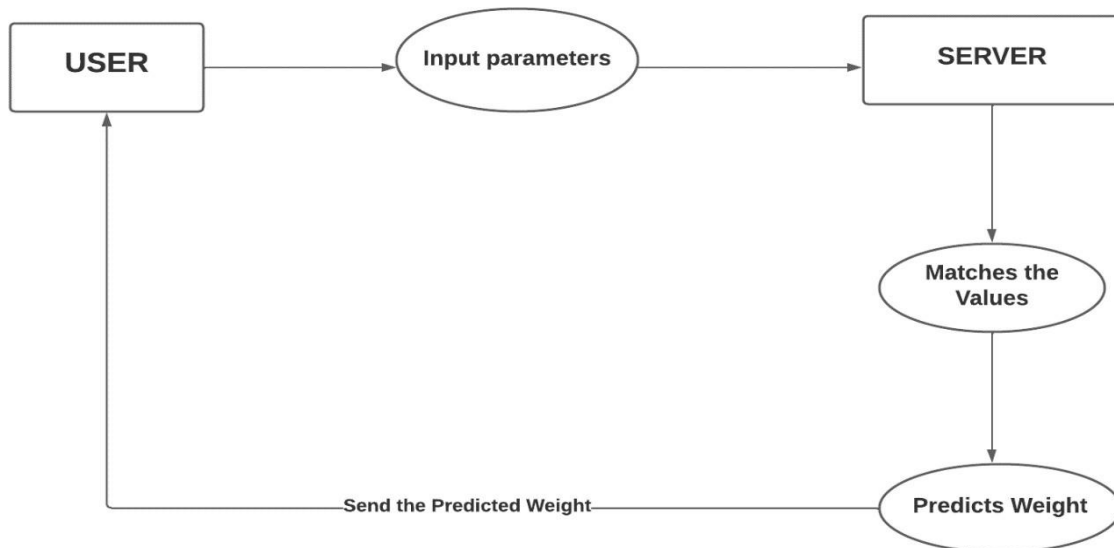 USER
Input parameters
SERVER
Matches the
Values
Send the Predicted Weight
Predicts Weight